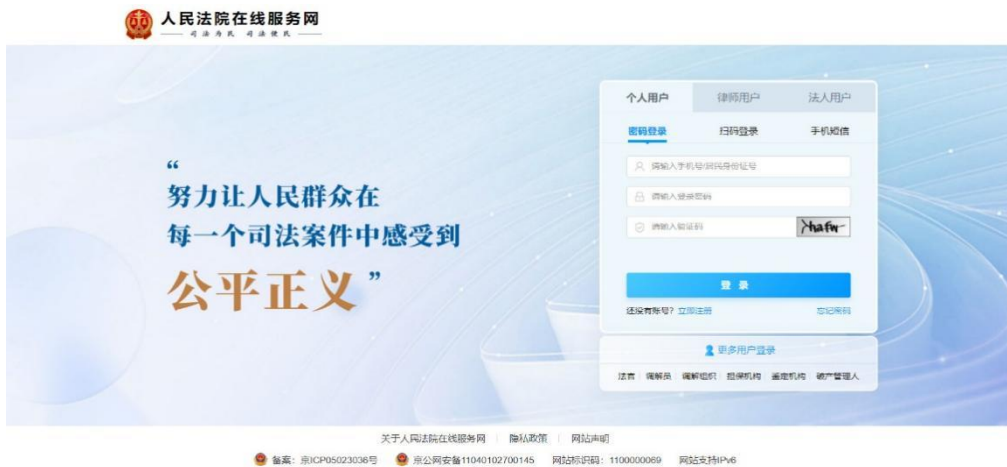 人民法院在线服务网
司法为民 司法便民
个人用户 律师用户 法人用户
密码登录 扫码登录 手机短信
请输入手机号/居民身份证号
请输入登录密码
请输入验证码
“
努力让人民群众在
每一个司法案件中感受到
公平正义”
登录
还没有账号？立即注册 忘记密码
更多用户登录
法官 调解员 调解组织 担保机构 鉴定机构 破产管理人
关于人民法院在线服务网 隐私政策 网站声明
备案：京ICP05023036号 京公网安备11040102700145 网站标识码：1100000069 网站支持IPv6